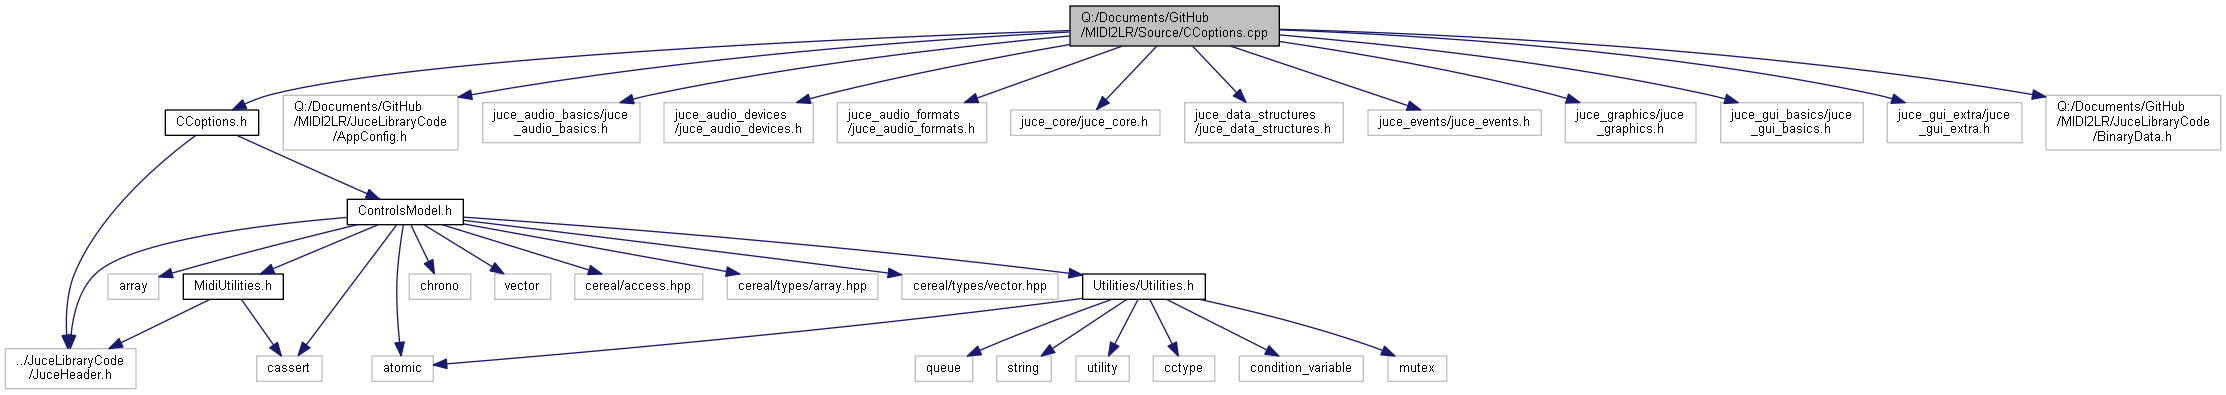 Q:/Documents/GitHub
/MIDI2LR/Source/CCoptions.cpp
CCoptions.h
Q:/Documents/GitHub
/MIDI2LR/JuceLibraryCode
/AppConfig.h
juce_audio_basics/juce
_audio_basics.h
juce_audio_devices
/juce_audio_devices.h
juce_audio_formats
/juce_audio_formats.h
juce_core/juce_core.h
juce_data_structures
/juce_data_structures.h
juce_events/juce_events.h
juce_graphics/juce
_graphics.h
juce_gui_basics/juce
_gui_basics.h
juce_gui_extra/juce
_gui_extra.h
Q:/Documents/GitHub
/MIDI2LR/JuceLibraryCode
/BinaryData.h
ControlsModel.h
array
MidiUtilities.h
chrono
vector
cereal/access.hpp
cereal/types/array.hpp
cereal/types/vector.hpp
Utilities/Utilities.h
../JuceLibraryCode
/JuceHeader.h
cassert
atomic
queue
string
utility
cctype
condition_variable
mutex